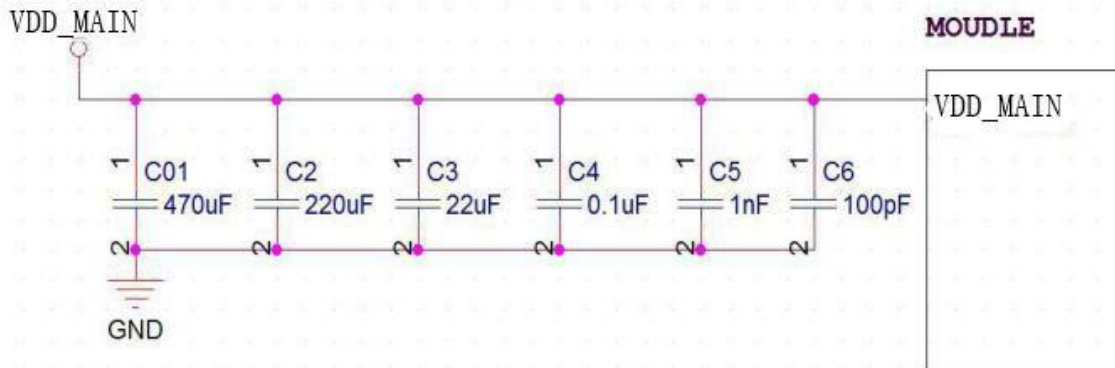 VDD_MAIN
MOUDLE
VDD_MAIN
1 C01 1 C2 1 C3 1 C4 1 C5 1 C6
470uF 220uF 22uF 0.1uF 1nF 100pF
2 2 2 2 2 2
GND